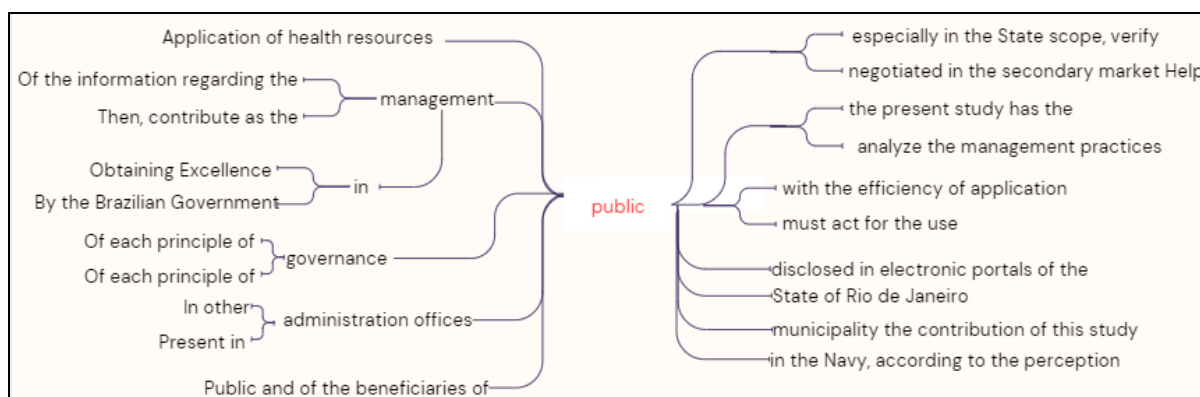 Application of health resources
Of the information regarding the
management
Then, contribute as the
Obtaining Excellence
in
By the Brazilian Government
Of each principle of
governance
Of each principle of
In other
administration offices
Present in
Public and of the beneficiaries of
public
especially in the State scope, verify
negotiated in the secondary market Help
the present study has the
analyze the management practices
with the efficiency of application
must act for the use
disclosed in electronic portals of the
State of Rio de Janeiro
municipality the contribution of this study
in the Navy, according to the perception